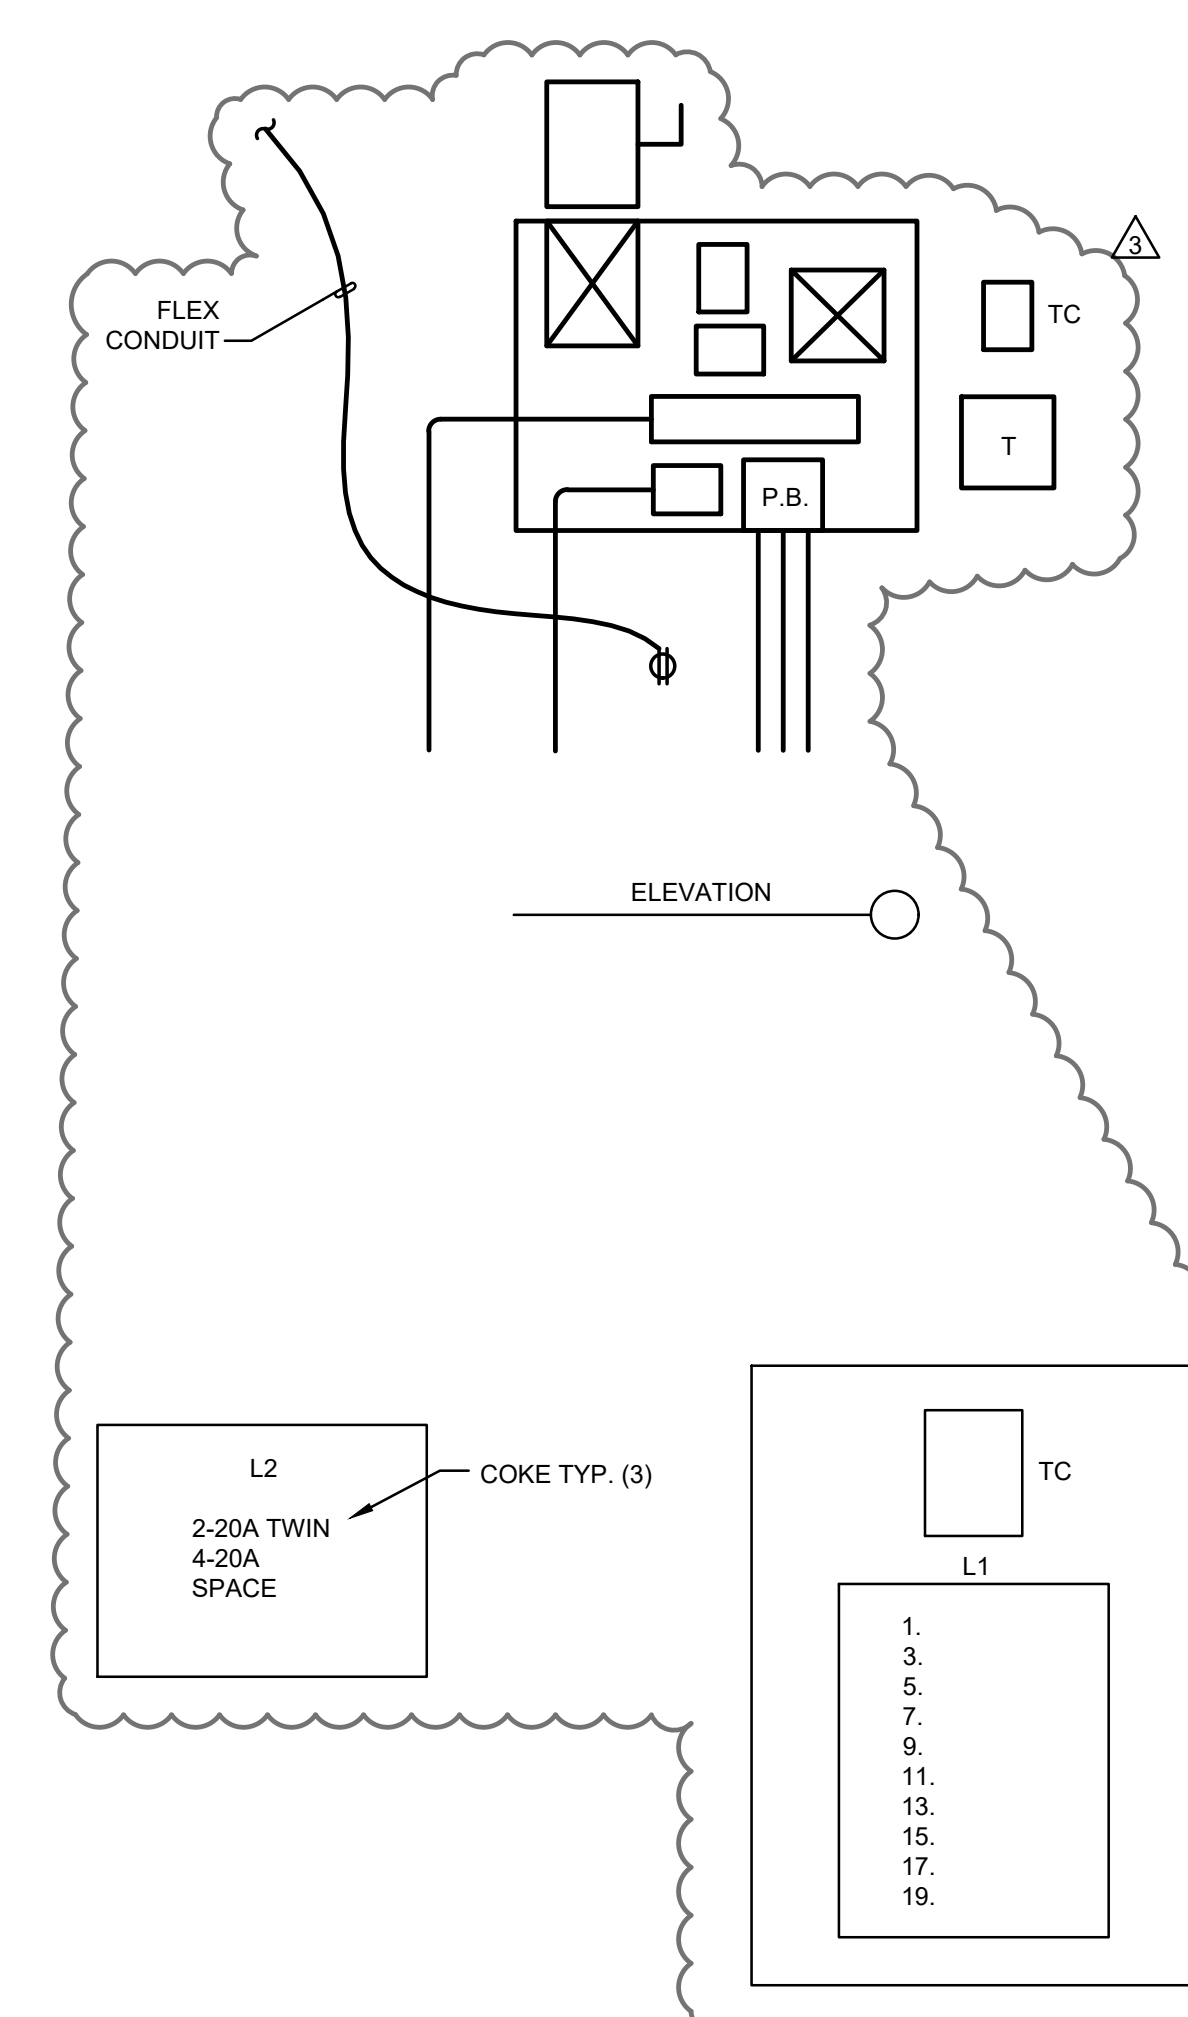 3
FLEX
CONDUIT
TC
T
P.B.
ELEVATION
L2
2-20A TWIN
4-20A
SPACE
COKE TYP. (3)
TC
L1
1.
3.
5.
7.
9.
11.
13.
15.
17.
19.